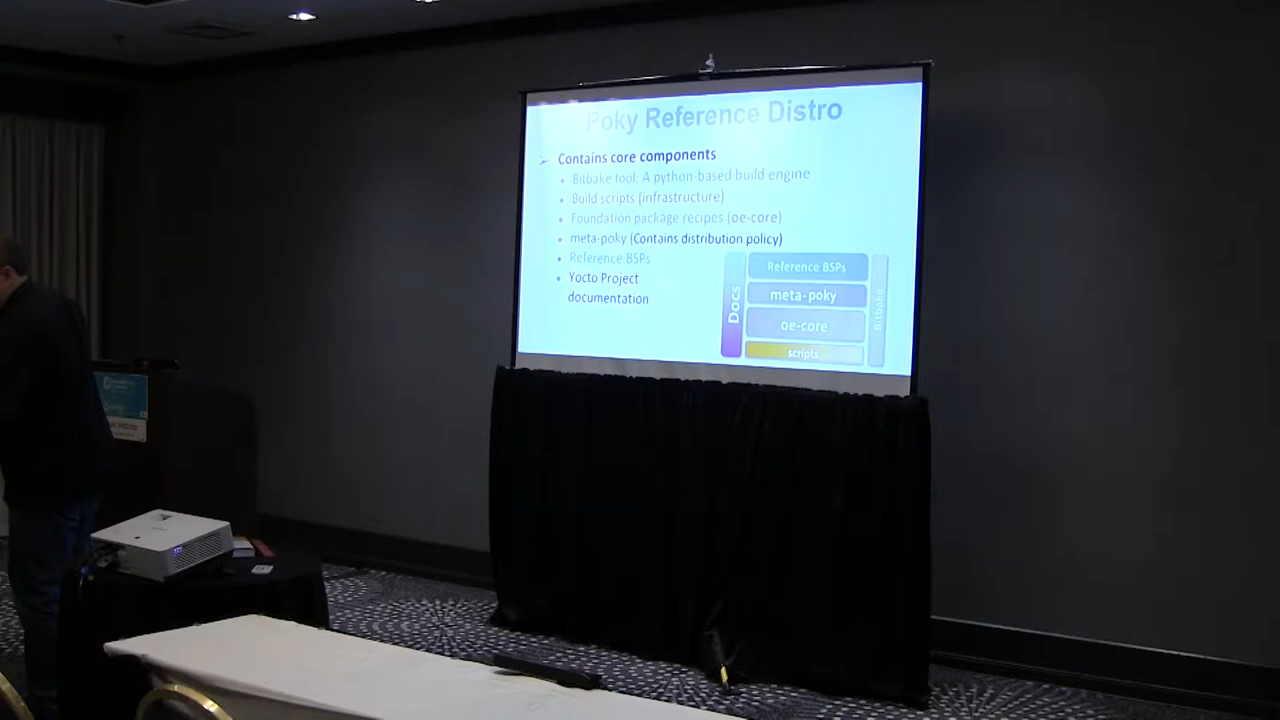 Poky Reference Distro
Contains core components
Bitbake tool: A python-based build engine
Build scripts (infrastructure)
Foundation package recipes (oe-core)
meta-poky (Contains distribution policy)
Reference BSPs
Yocto Project
documentation
Docs
Reference BSPs
meta-poky
oe-core
scripts
Bitbake